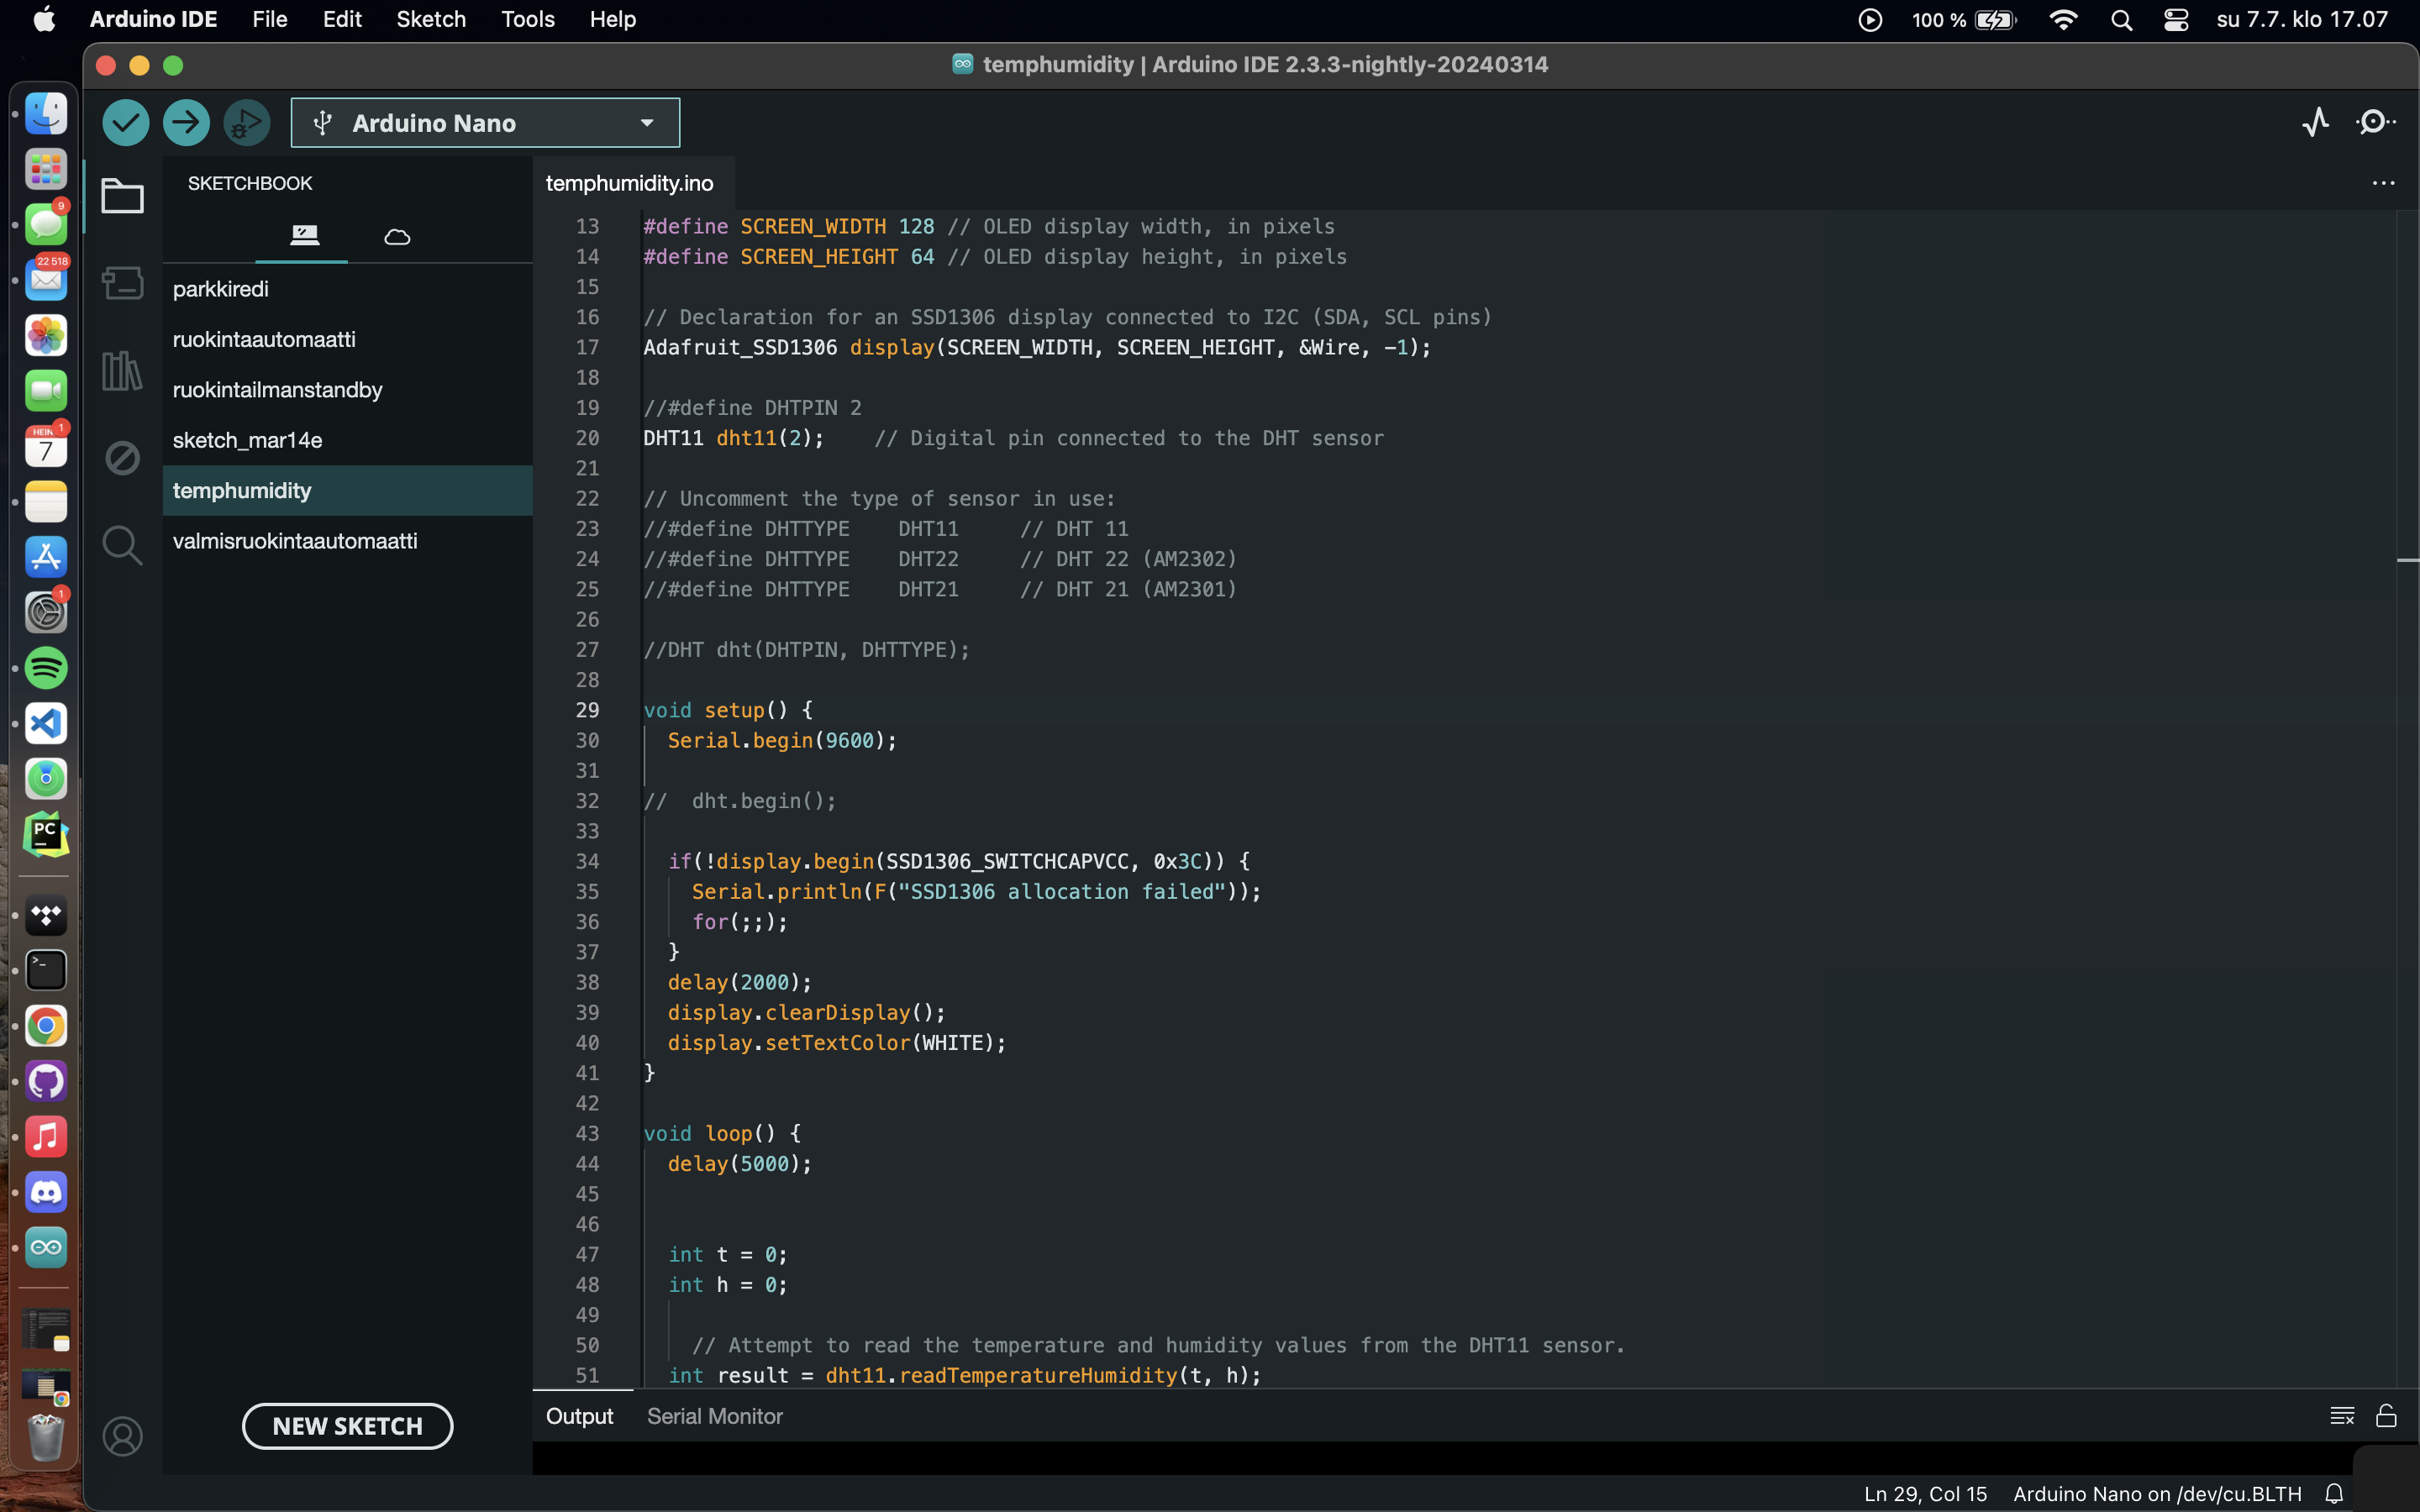 Arduino IDE File Edit Sketch Tools Help 100 % su 7.7. klo 17.07
temphumidity | Arduino IDE 2.3.3-nightly-20240314
Arduino Nano
SKETCHBOOK
parkkiredi
ruokintaautomaatti
ruokintailmanstandby
sketch_mar14e
temphumidity
valmisruokintaautomaatti
NEW SKETCH
9
22 518
HEIN 1
7
1
PC
temphumidity.ino
13 #define SCREEN_WIDTH 128 // OLED display width, in pixels
14 #define SCREEN_HEIGHT 64 // OLED display height, in pixels
15
16 // Declaration for an SSD1306 display connected to I2C (SDA, SCL pins)
17 Adafruit_SSD1306 display(SCREEN_WIDTH, SCREEN_HEIGHT, &Wire, -1);
18
19 //#define DHTPIN 2
20 DHT11 dht11(2);    // Digital pin connected to the DHT sensor
21
22 // Uncomment the type of sensor in use:
23 //#define DHTTYPE    DHT11     // DHT 11
24 //#define DHTTYPE    DHT22     // DHT 22 (AM2302)
25 //#define DHTTYPE    DHT21     // DHT 21 (AM2301)
26
27 //DHT dht(DHTPIN, DHTTYPE);
28
29 void setup() {
30   Serial.begin(9600);
31
32 //  dht.begin();
33
34   if(!display.begin(SSD1306_SWITCHCAPVCC, 0x3C)) {
35     Serial.println(F("SSD1306 allocation failed"));
36     for(;;);
37   }
38   delay(2000);
39   display.clearDisplay();
40   display.setTextColor(WHITE);
41 }
42
43 void loop() {
44   delay(5000);
45
46
47   int t = 0;
48   int h = 0;
49
50     // Attempt to read the temperature and humidity values from the DHT11 sensor.
51   int result = dht11.readTemperatureHumidity(t, h);
Output Serial Monitor
Ln 29, Col 15 Arduino Nano on /dev/cu.BLTH